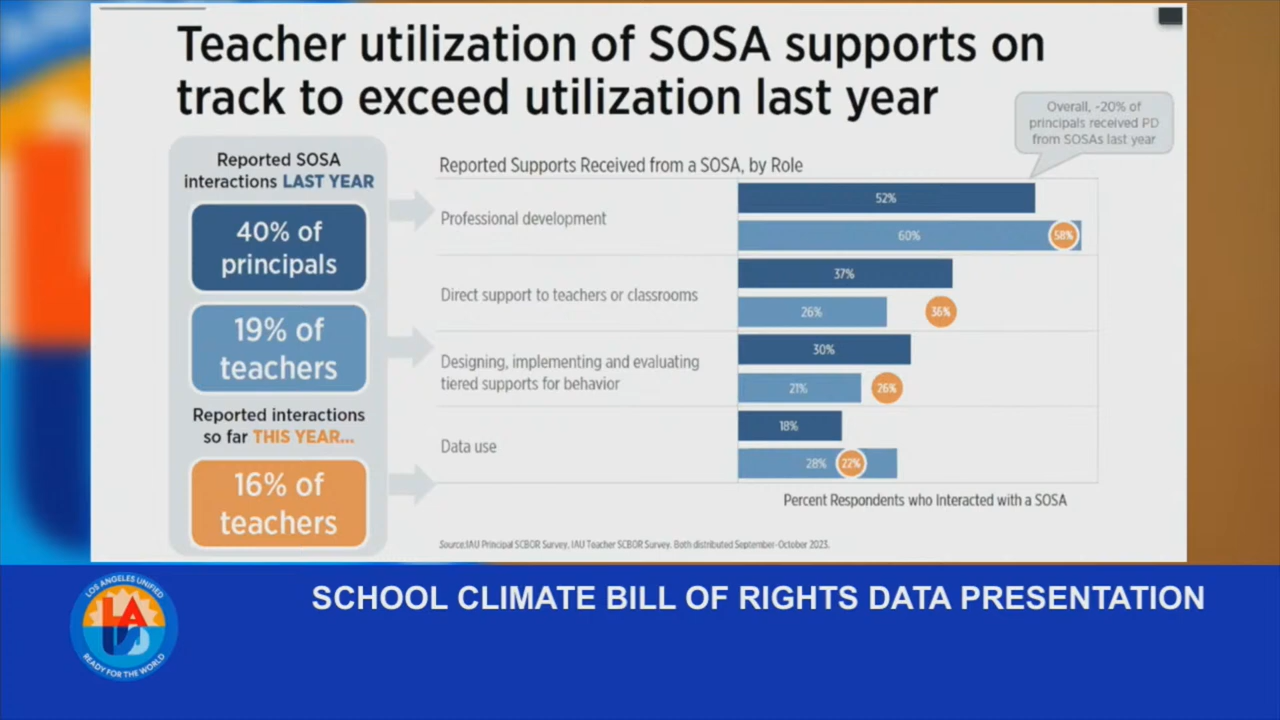 Teacher utilization of SOSA supports on
track to exceed utilization last year
Overall, ~20% of
principals received PD
from SOSAs last year
Reported SOSA
interactions LAST YEAR
40% of
principals
19% of
teachers
Reported interactions
so far THIS YEAR...
16% of
teachers
Reported Supports Received from a SOSA, by Role
Professional development
52%
60%
58%
Direct support to teachers or classrooms
37%
26%
36%
Designing, implementing and evaluating
tiered supports for behavior
30%
21%
26%
Data use
18%
28%
22%
Percent Respondents who Interacted with a SOSA
Source:IAU Principal SCBOR Survey, IAU Teacher SCBOR Survey. Both distributed September-October 2023.
LOS ANGELES UNIFIED
LA
US
READY FOR THE WORLD
SCHOOL CLIMATE BILL OF RIGHTS DATA PRESENTATION